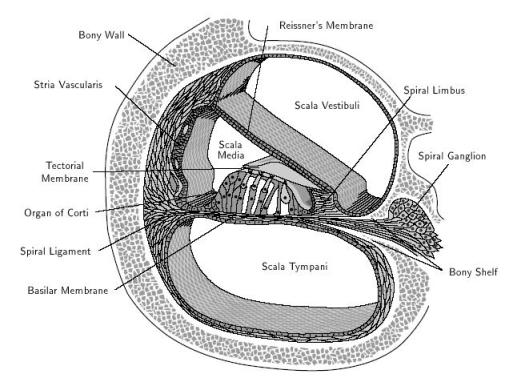 Reissner's Membrane
Bony Wall
Stria Vascularis
Scala Vestibuli
Spiral Limbus
Scala
Media
Spiral Ganglion
Tectorial
Membrane
Organ of Corti
Spiral Ligament
Scala Tympani
Bony Shelf
Basilar Membrane